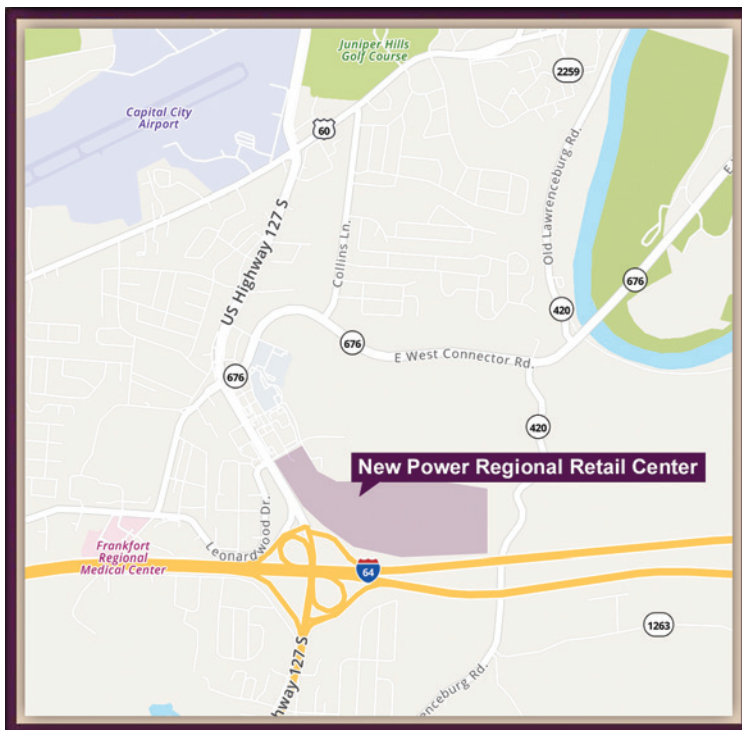 Juniper Hills
Golf Course
2259
Capital City
Airport
60
Old Lawrenceburg Rd.
US Highway 127 S
Collins Ln.
676
420
676
E West Connector Rd.
676
420
New Power Regional Retail Center
Leonardwood Dr.
Frankfort
Regional
Medical Center
64
1263
hway 127 S
enceburg Rd.